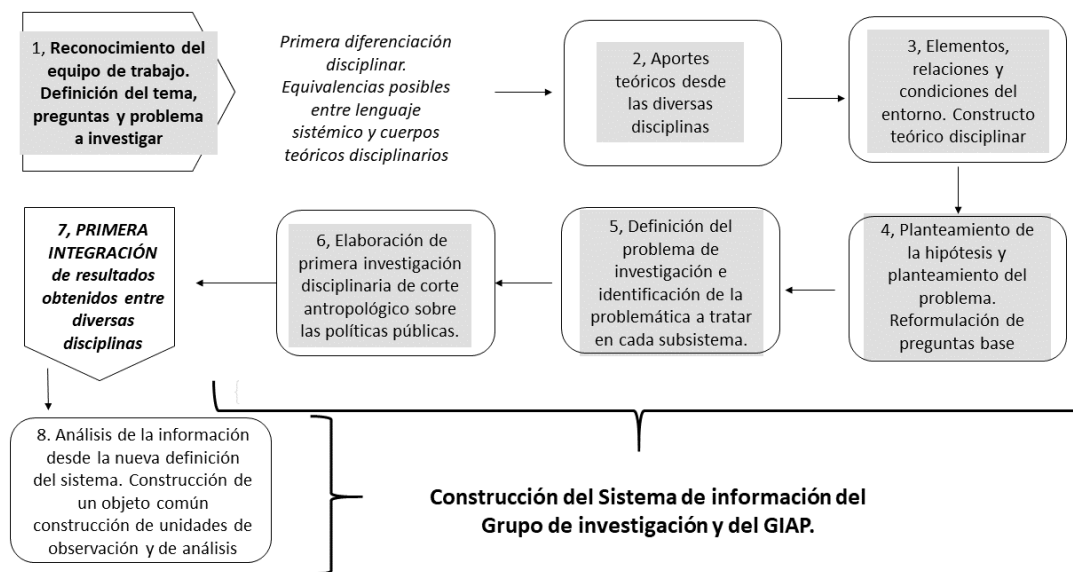 1, Reconocimiento del
equipo de trabajo.
Definición del tema,
preguntas y problema
a investigar
Primera diferenciación
disciplinar.
Equivalencias posibles
entre lenguaje
sistémico y cuerpos
teóricos disciplinarios
2, Aportes
teóricos desde
las diversas
disciplinas
3, Elementos,
relaciones y
condiciones del
entorno. Constructo
teórico disciplinar
4, Planteamiento de
la hipótesis y
planteamiento del
problema.
Reformulación de
preguntas base
5, Definición del
problema de
investigación e
identificación de la
problemática a tratar
en cada subsistema.
6, Elaboración de
primera investigación
disciplinaria de corte
antropológico sobre
las políticas públicas.
7, PRIMERA
INTEGRACIÓN
de resultados
obtenidos entre
diversas
disciplinas
8. Análisis de la información
desde la nueva definición
del sistema. Construcción de
un objeto común
construcción de unidades de
observación y de análisis
Construcción del Sistema de información del
Grupo de investigación y del GIAP.